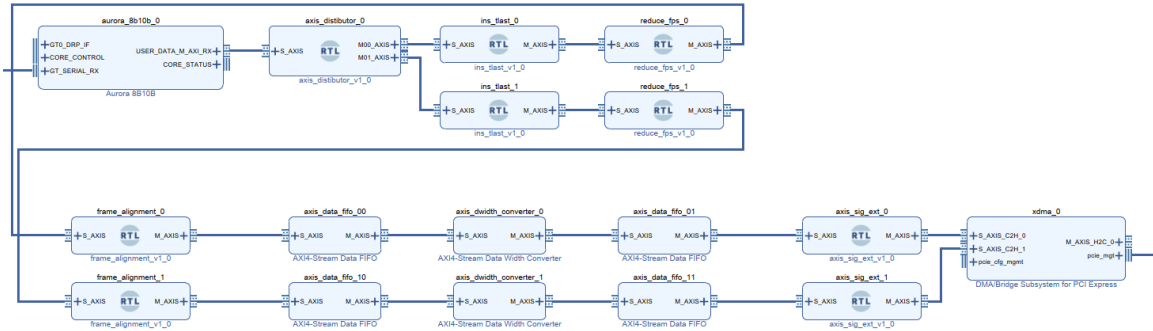 aurora_8b10b_0
GT0_DRP_IF
CORE_CONTROL
GT_SERIAL_RX
USER_DATA_M_AXI_RX
CORE_STATUS
Aurora 8B10B
axis_distibutor_0
S_AXIS
RTL
M00_AXIS
M01_AXIS
axis_distibutor_v1_0
ins_tlast_0
S_AXIS RTL M_AXIS
ins_tlast_v1_0
reduce_fps_0
S_AXIS RTL M_AXIS
reduce_fps_v1_0
ins_tlast_1
S_AXIS RTL M_AXIS
ins_tlast_v1_0
reduce_fps_1
S_AXIS RTL M_AXIS
reduce_fps_v1_0
frame_alignment_0
S_AXIS RTL M_AXIS
frame_alignment_v1_0
axis_data_fifo_00
S_AXIS M_AXIS
AXI4-Stream Data FIFO
axis_dwidth_converter_0
S_AXIS M_AXIS
AXI4-Stream Data Width Converter
axis_data_fifo_01
S_AXIS M_AXIS
AXI4-Stream Data FIFO
axis_sig_ext_0
S_AXIS RTL M_AXIS
axis_sig_ext_v1_0
xdma_0
S_AXIS_C2H_0
S_AXIS_C2H_1
pcie_cfg_mgmt
M_AXIS_H2C_0
pcie_mgt
DMA/Bridge Subsystem for PCI Express
frame_alignment_1
S_AXIS RTL M_AXIS
frame_alignment_v1_0
axis_data_fifo_10
S_AXIS M_AXIS
AXI4-Stream Data FIFO
axis_dwidth_converter_1
S_AXIS M_AXIS
AXI4-Stream Data Width Converter
axis_data_fifo_11
S_AXIS M_AXIS
AXI4-Stream Data FIFO
axis_sig_ext_1
S_AXIS RTL M_AXIS
axis_sig_ext_v1_0